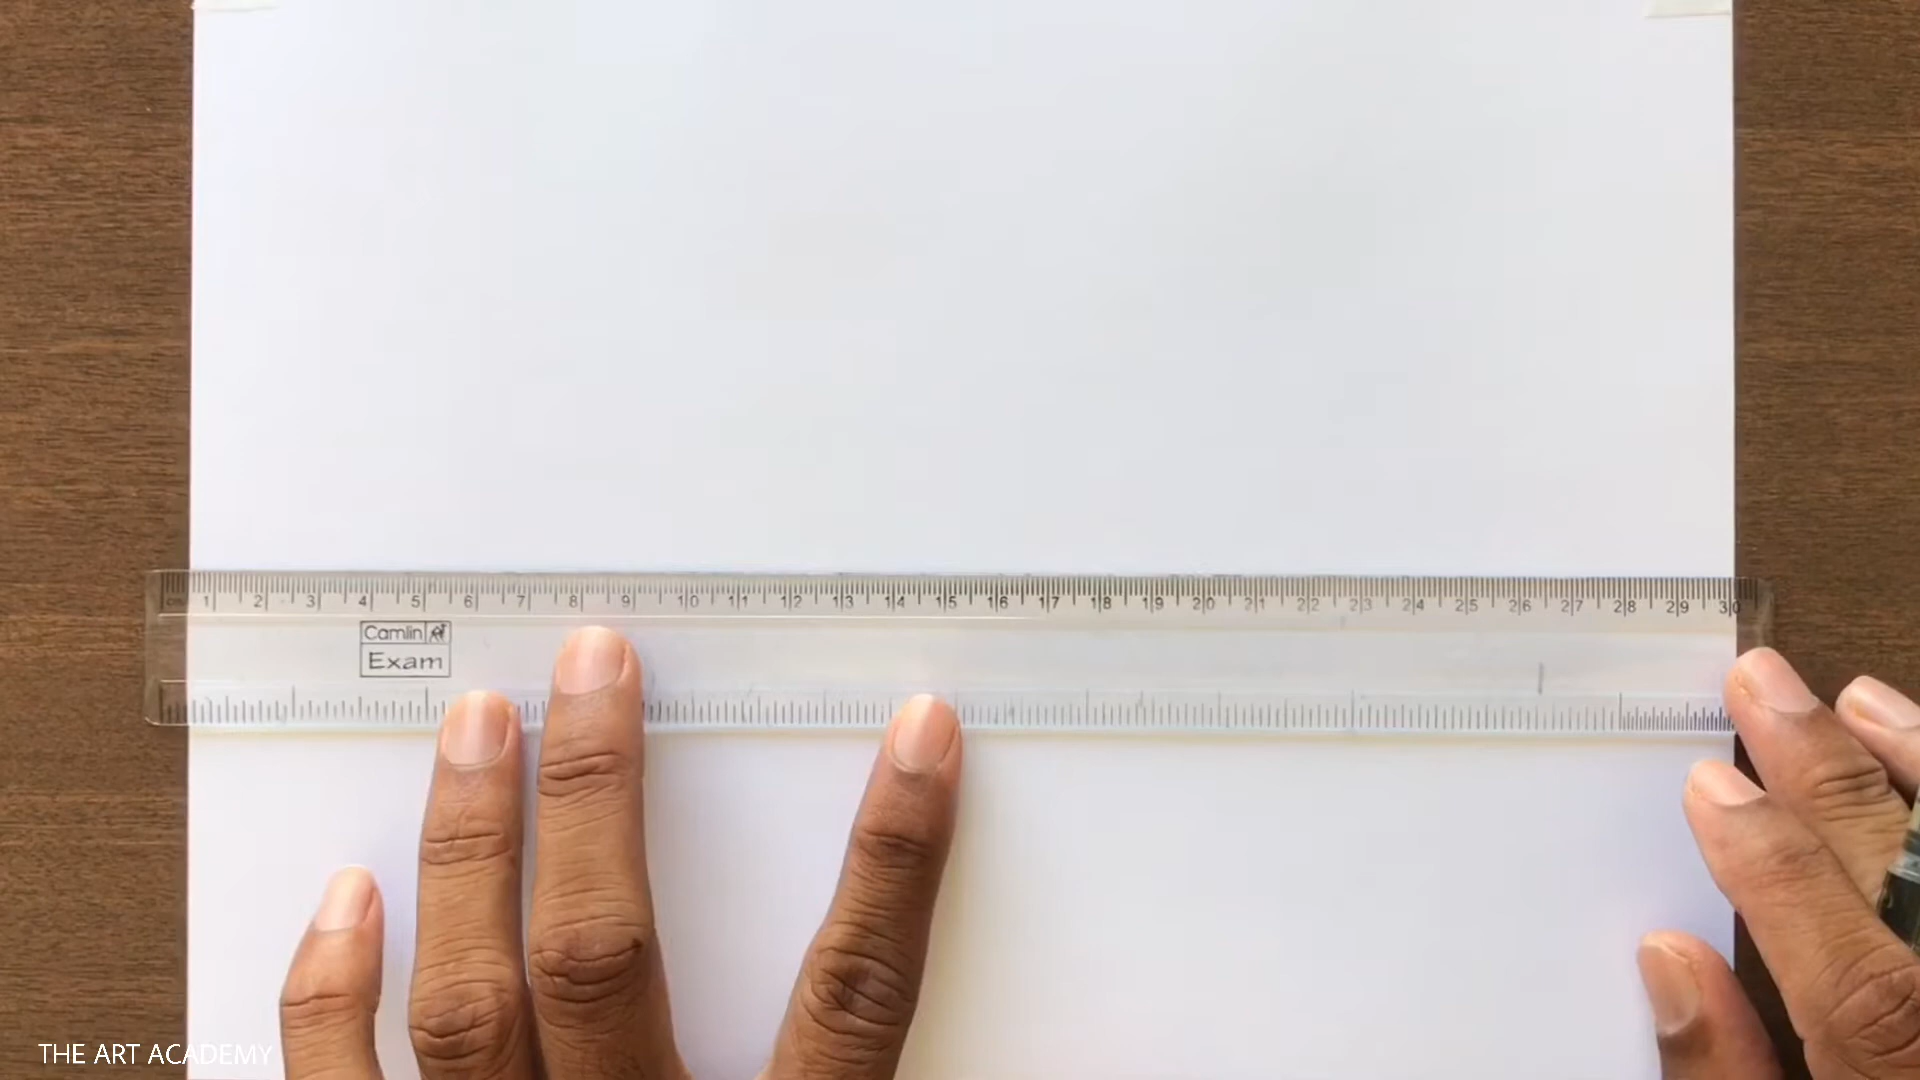 cm 1 2 3 4 5 6 7 8 9 10 11 12 13 14 15 16 17 18 19 20 21 22 23 24 25 26 27 28 29 30
Camlin
Exam
THE ART ACADEMY